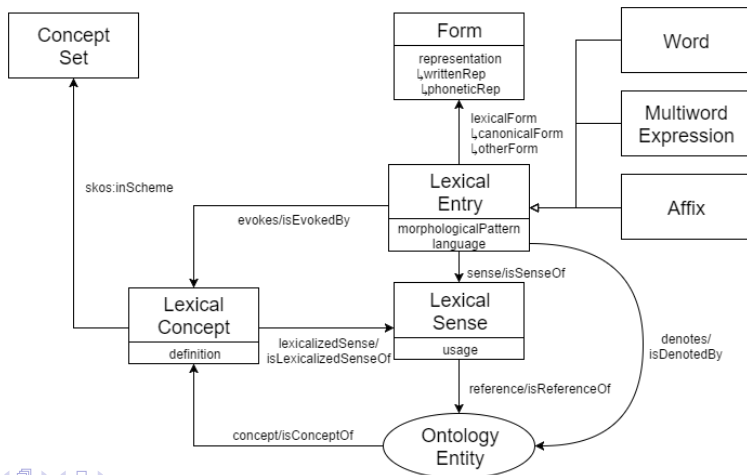 Concept
Set
Form
representation
↳writtenRep
↳phoneticRep
Word
Multiword
Expression
Affix
lexicalForm
↳canonicalForm
↳otherForm
skos:inScheme
Lexical
Entry
morphologicalPattern
language
evokes/isEvokedBy
sense/isSenseOf
Lexical
Concept
definition
lexicalizedSense/
isLexicalizedSenseOf
Lexical
Sense
usage
denotes/
isDenotedBy
reference/isReferenceOf
concept/isConceptOf
Ontology
Entity